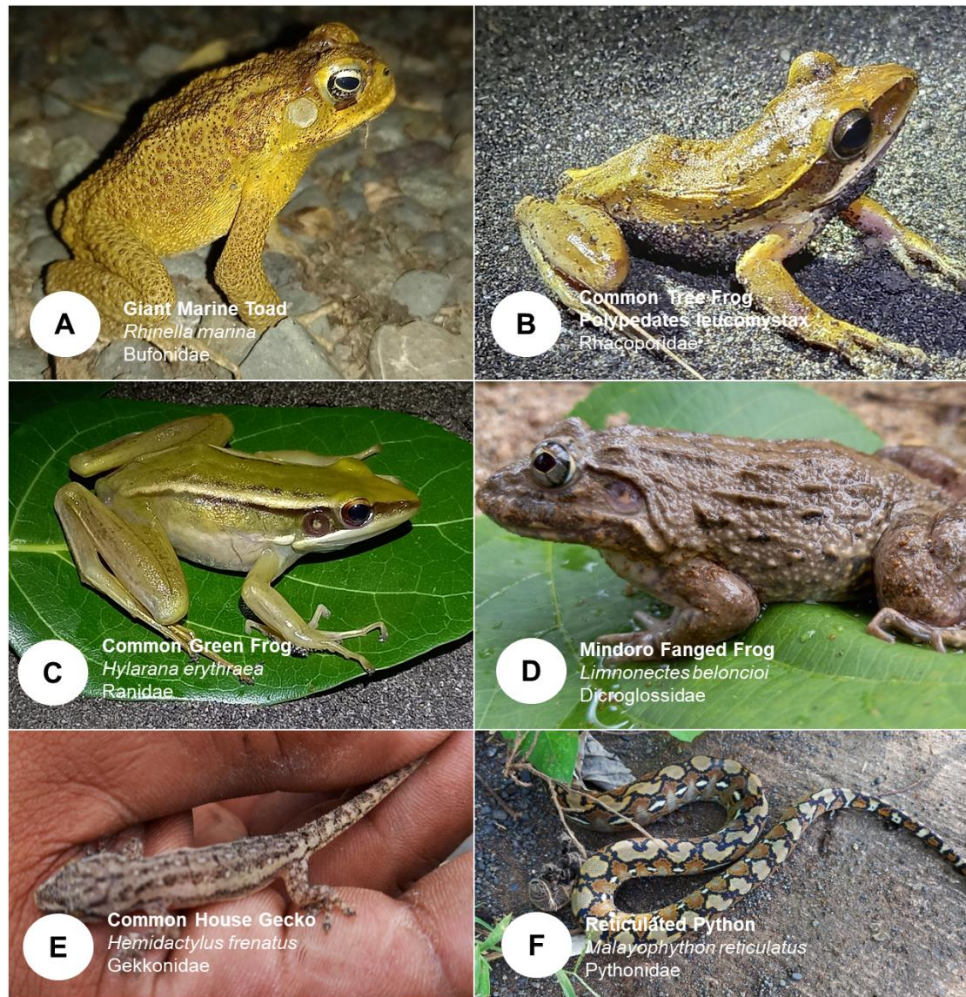 A
Giant Marine Toad
Rhinella marina
Bufonidae
B
Common Tree Frog
Polypedates leucomystax
Rhacoporidae
C
Common Green Frog
Hylarana erythraea
Ranidae
D
Mindoro Fanged Frog
Limnonectes beloncioi
Dicroglossidae
E
Common House Gecko
Hemidactylus frenatus
Gekkonidae
F
Reticulated Python
Malayophython reticulatus
Pythonidae